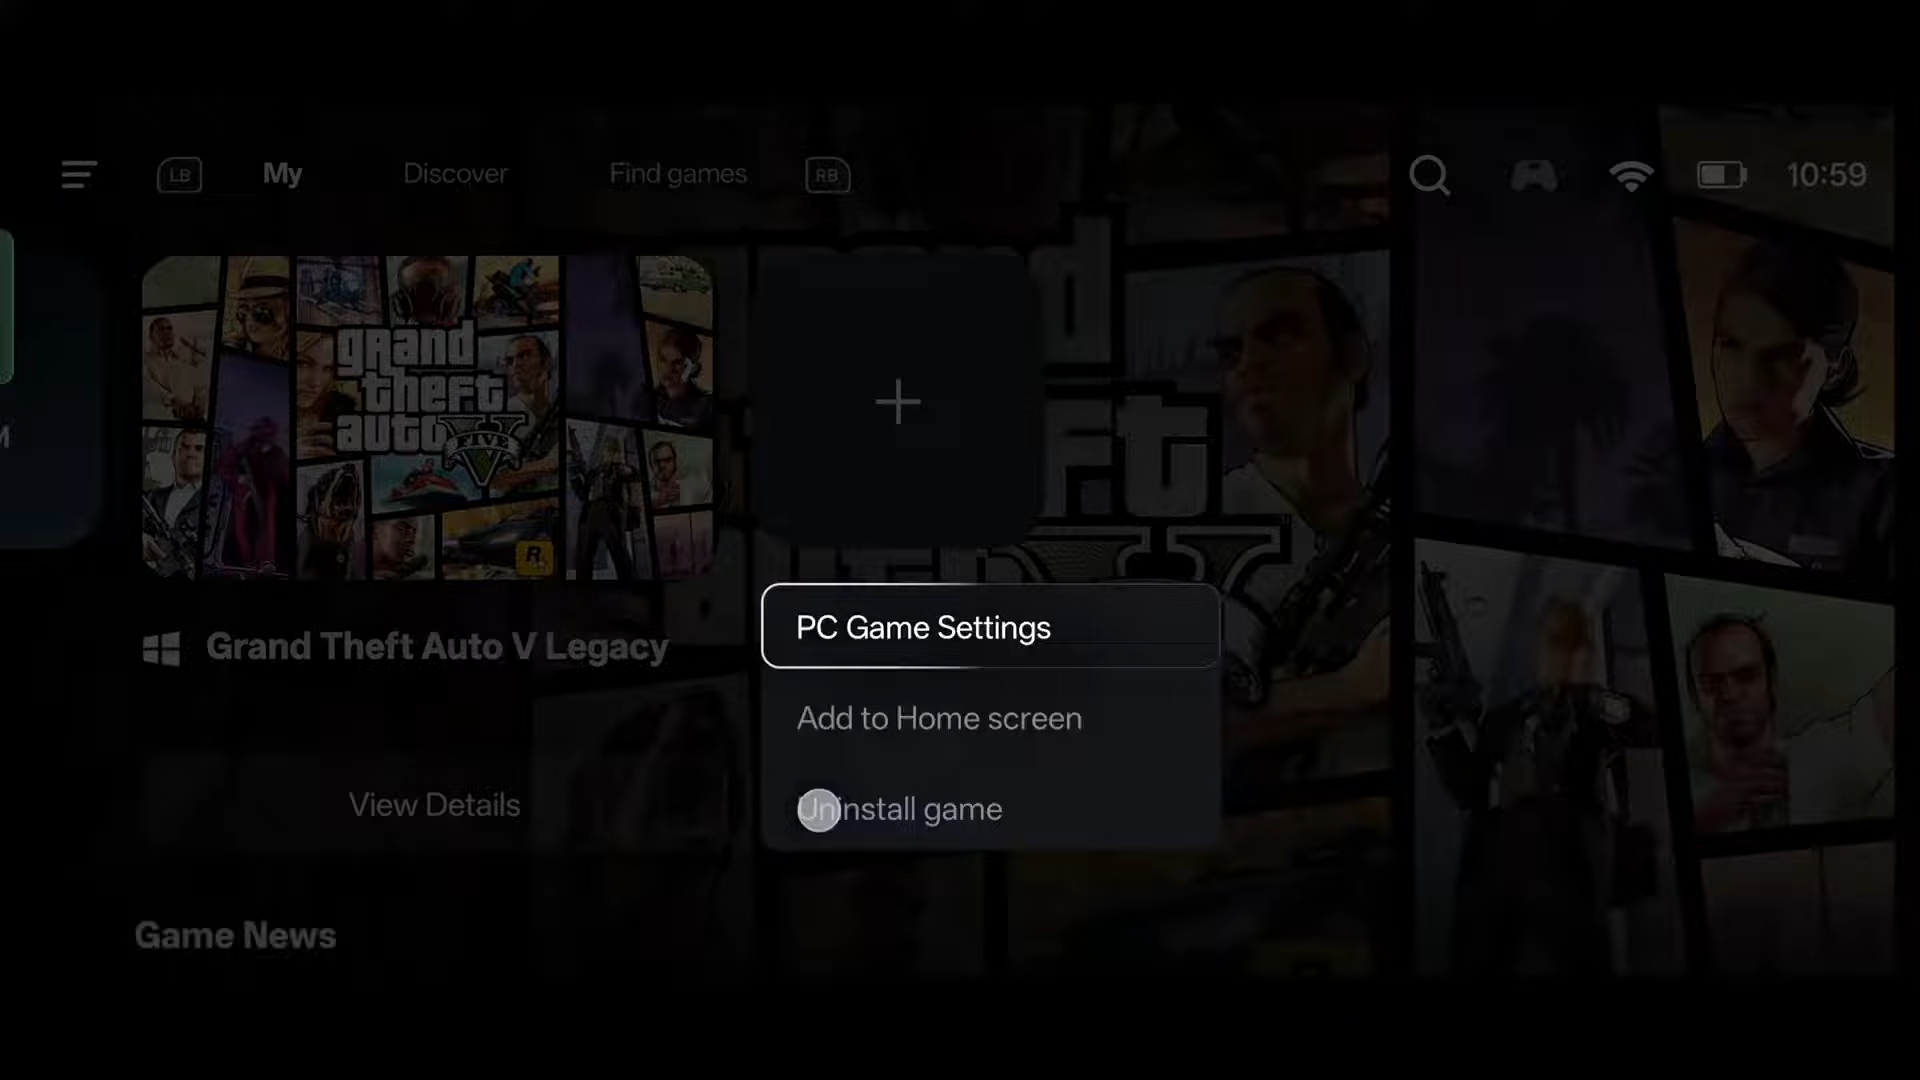 LB
My
Discover
Find games
RB
10:59
grand
theft
auto
FIVE
V
R
M
Grand Theft Auto V Legacy
View Details
Game News
PC Game Settings
Add to Home screen
Uninstall game